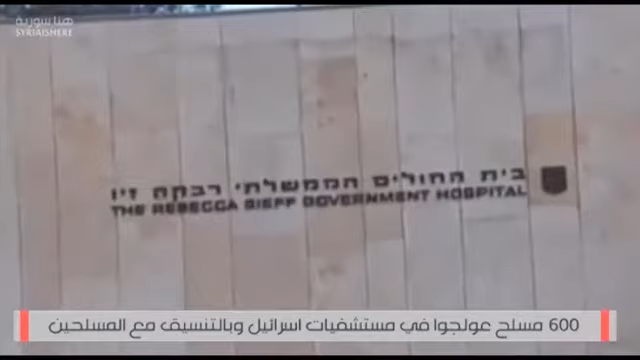 هنا سورية
SYRIAISHERE
בית החולים הממשלתי רבקה זיו
THE REBECCA SIEFF GOVERNMENT HOSPITAL
600 مسلح عولجوا في مستشفيات اسرائيل وبالتنسيق مع المسلحين